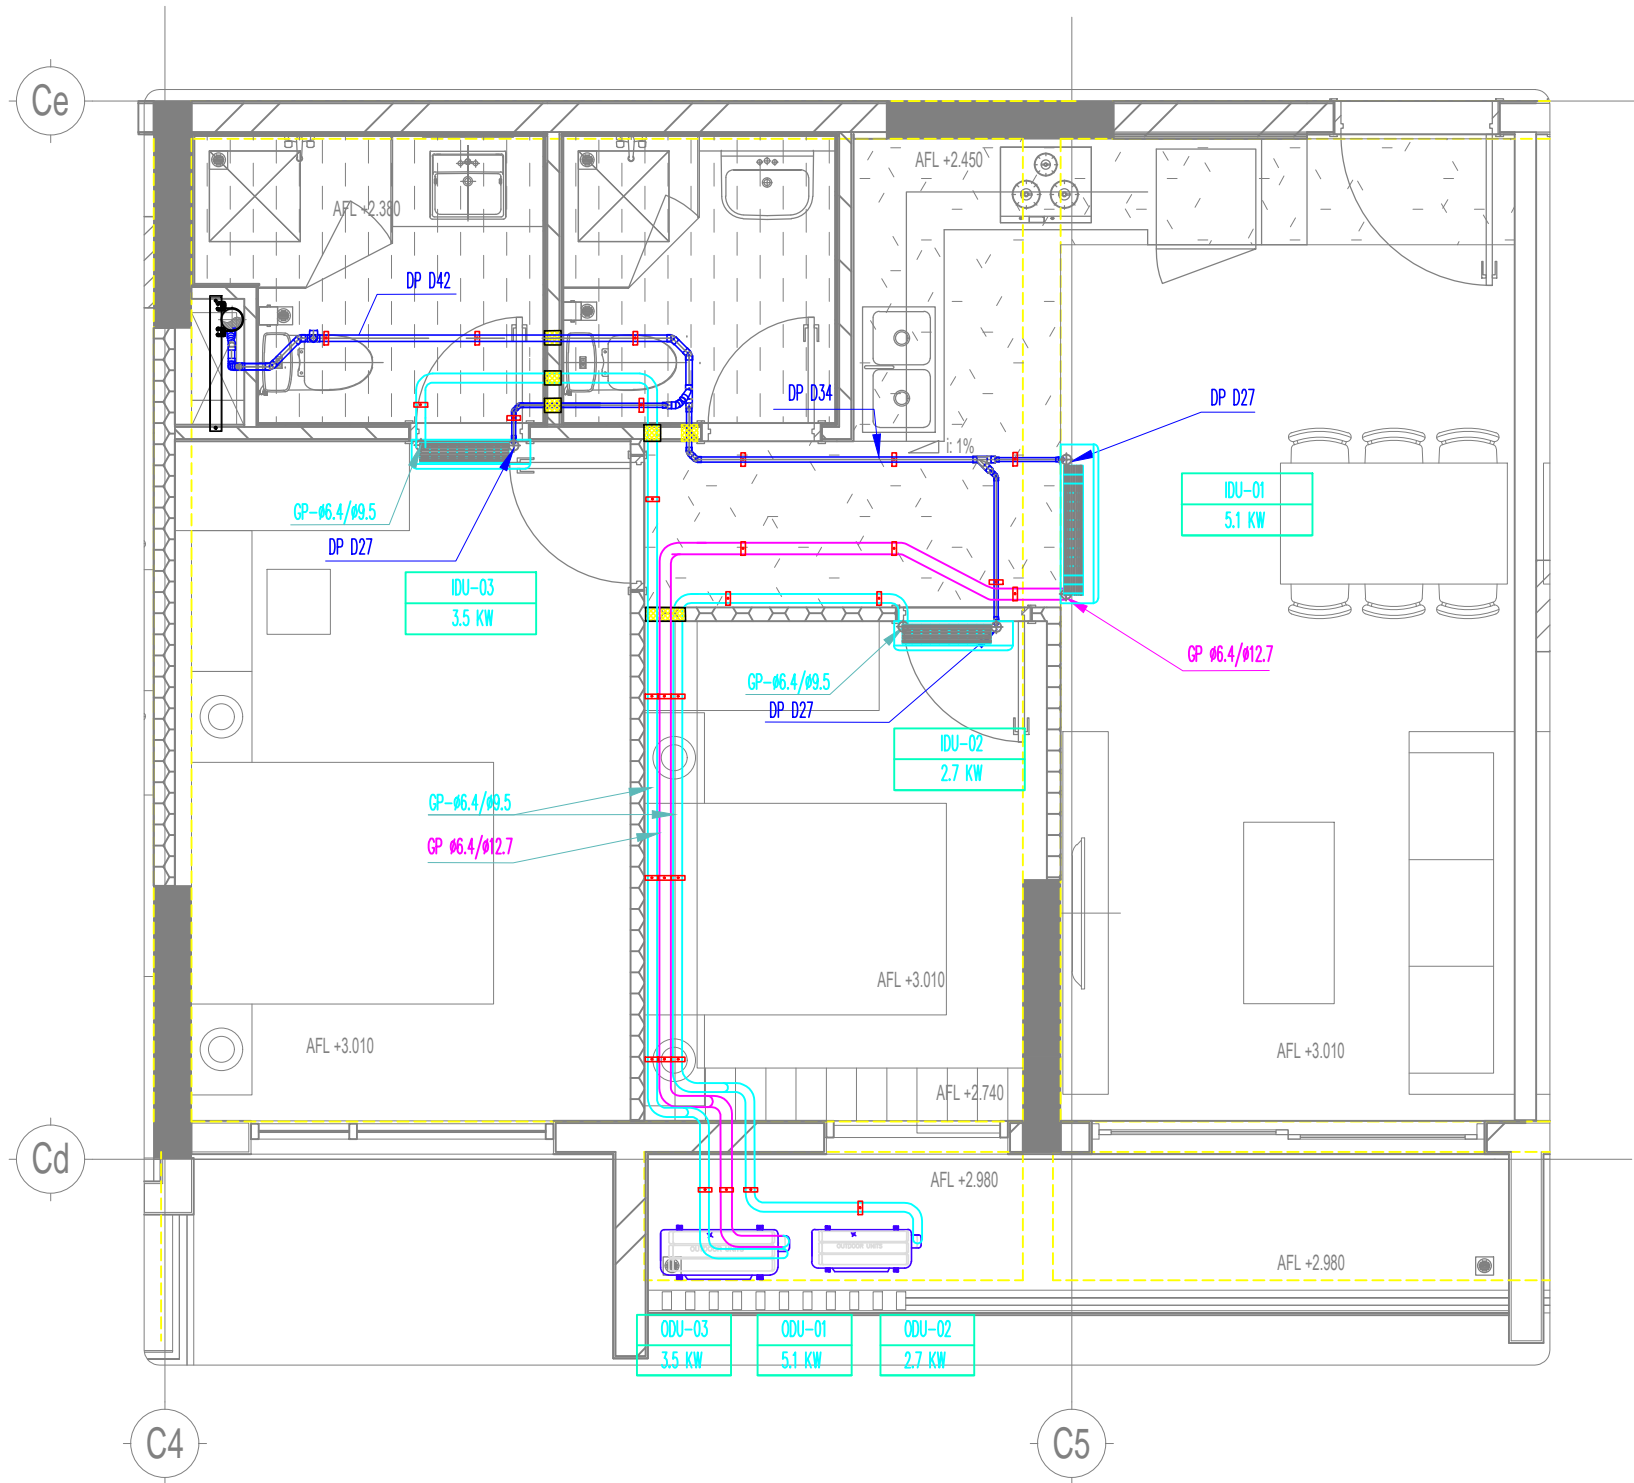 Ce
AFL +2.450
AFL +2.380
DP D42
DP D34
DP D27
i: 1%
IDU-01
5.1 KW
GP-ø6.4/ø9.5
DP D27
IDU-03
3.5 KW
GP ø6.4/ø12.7
GP-ø6.4/ø9.5
DP D27
IDU-02
2.7 KW
GP-ø6.4/ø9.5
GP ø6.4/ø12.7
AFL +3.010
AFL +3.010
AFL +3.010
AFL +2.740
Cd
AFL +2.980
OUTDOOR UNITS
OUTDOOR UNITS
AFL +2.980
ODU-03
3.5 KW
ODU-01
5.1 KW
ODU-02
2.7 KW
C4
C5